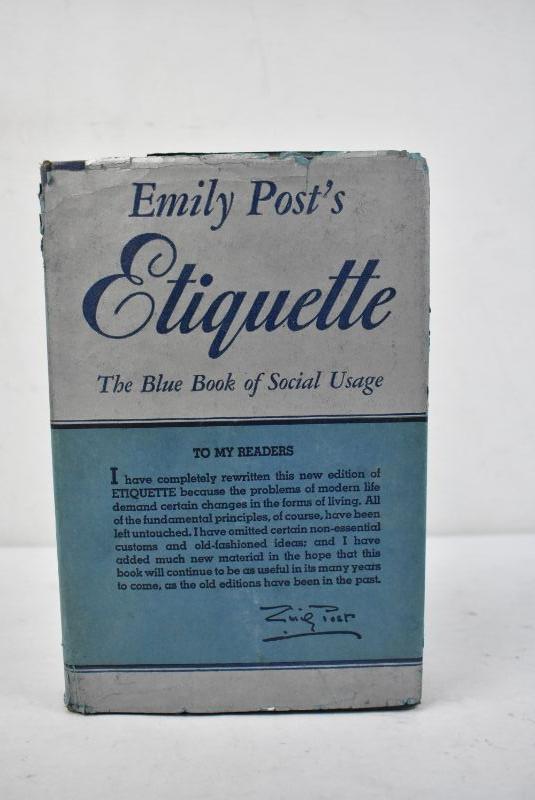 Emily Post's
Etiquette
The Blue Book of Social Usage
TO MY READERS
I have completely rewritten this new edition of
ETIQUETTE because the problems of modern life
demand certain changes in the forms of living. All
of the fundamental principles, of course, have been
left untouched. I have omitted certain non-essential
customs and old-fashioned ideas; and I have
added much new material in the hope that this
book will continue to be as useful in its many years
to come, as the old editions have been in the past.
Emily Post